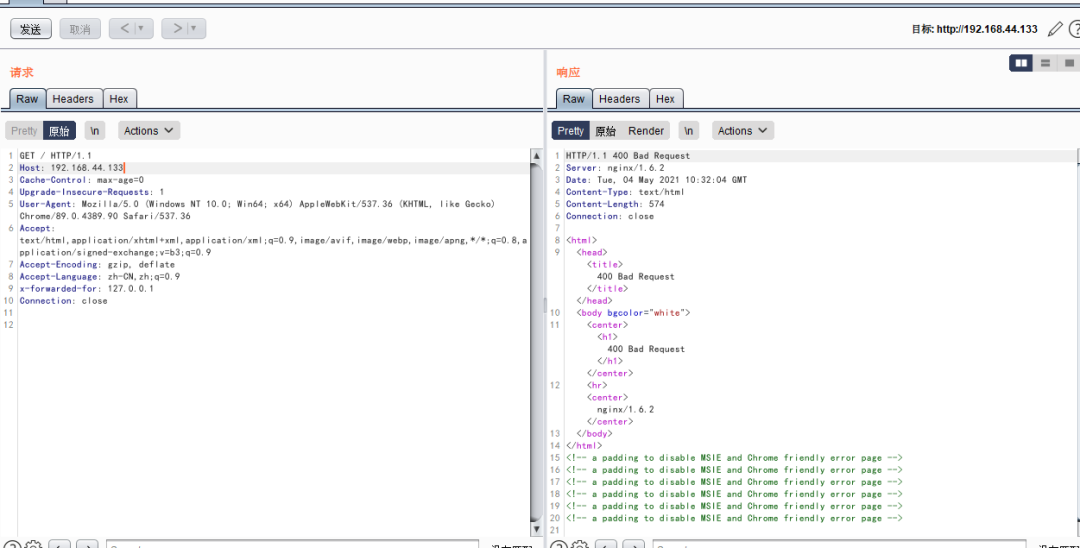 发送
取消
<|▼
>|▼
目标: http://192.168.44.133
请求
Raw
Headers
Hex
Pretty
原始
\n
Actions
1 GET / HTTP/1.1
2 Host: 192.168.44.133
3 Cache-Control: max-age=0
4 Upgrade-Insecure-Requests: 1
5 User-Agent: Mozilla/5.0 (Windows NT 10.0; Win64; x64) AppleWebKit/537.36 (KHTML, like Gecko)
Chrome/89.0.4389.90 Safari/537.36
6 Accept:
text/html,application/xhtml+xml,application/xml;q=0.9,image/avif,image/webp,image/apng,*/*;q=0.8,a
pplication/signed-exchange;v=b3;q=0.9
7 Accept-Encoding: gzip, deflate
8 Accept-Language: zh-CN,zh;q=0.9
9 x-forwarded-for: 127.0.0.1
10 Connection: close
11
12
响应
Raw
Headers
Hex
Pretty
原始
Render
\n
Actions
1 HTTP/1.1 400 Bad Request
2 Server: nginx/1.6.2
3 Date: Tue, 04 May 2021 10:32:04 GMT
4 Content-Type: text/html
5 Content-Length: 574
6 Connection: close
7
8 <html>
9 <head>
<title>
400 Bad Request
</title>
</head>
10 <body bgcolor="white">
11 <center>
<h1>
400 Bad Request
</h1>
</center>
12 <hr>
<center>
nginx/1.6.2
</center>
13 </body>
14 </html>
15 <!-- a padding to disable MSIE and Chrome friendly error page -->
16 <!-- a padding to disable MSIE and Chrome friendly error page -->
17 <!-- a padding to disable MSIE and Chrome friendly error page -->
18 <!-- a padding to disable MSIE and Chrome friendly error page -->
19 <!-- a padding to disable MSIE and Chrome friendly error page -->
20 <!-- a padding to disable MSIE and Chrome friendly error page -->
21